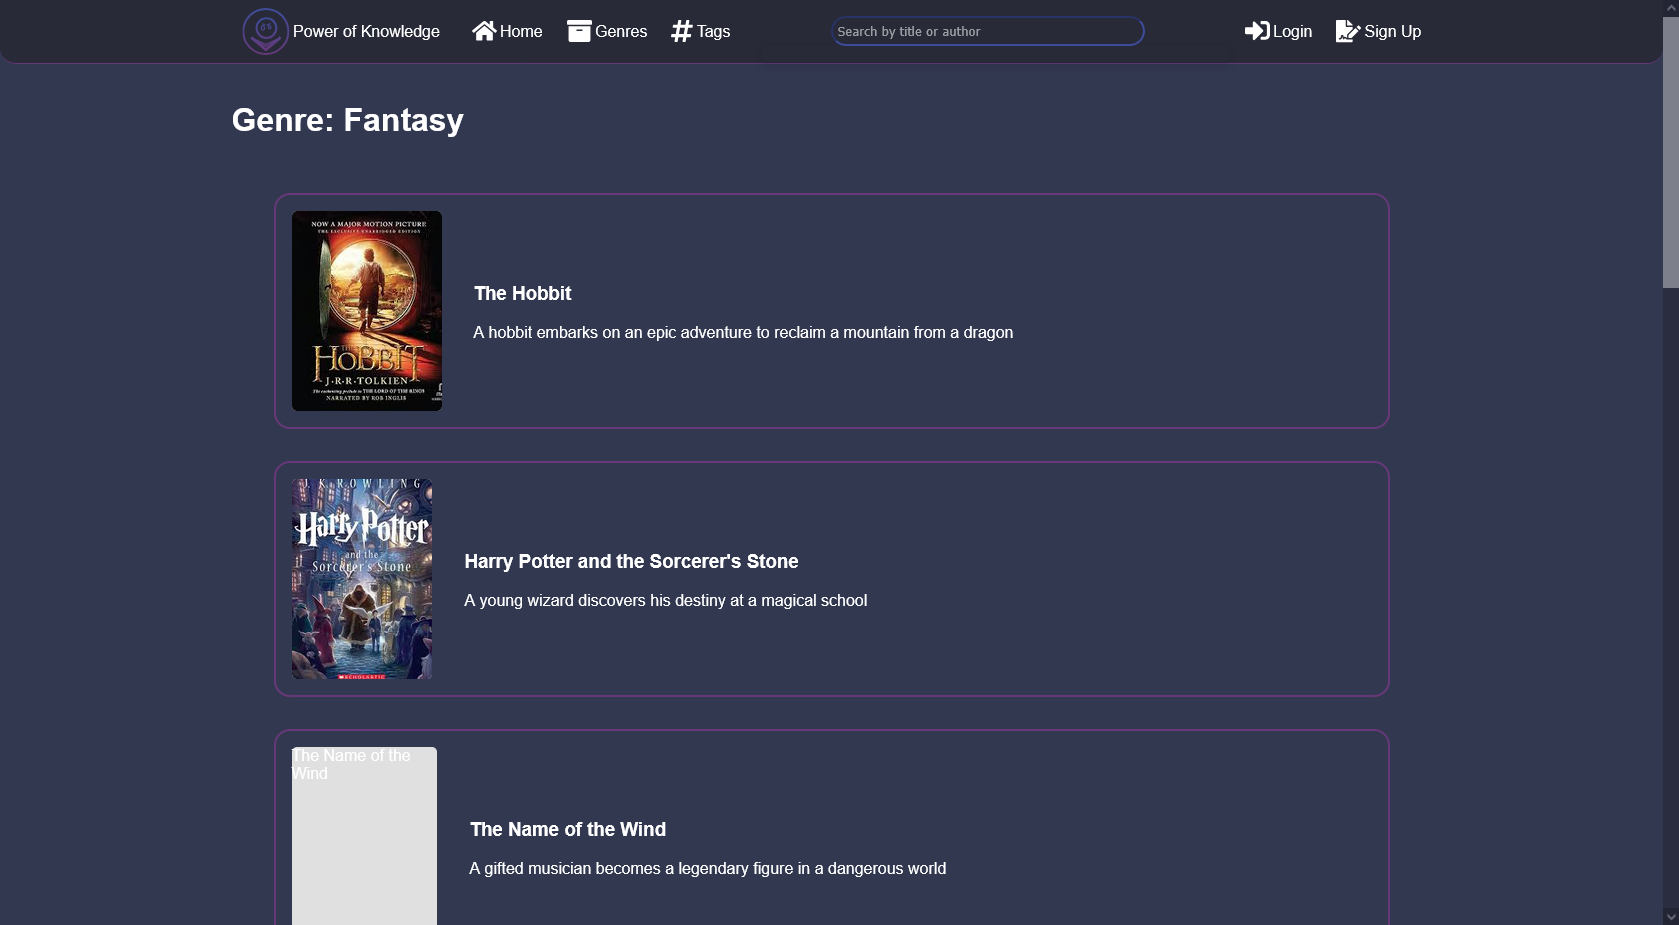 Power of Knowledge
Home
Genres
Tags
Search by title or author
Login
Sign Up
Genre: Fantasy
NOW A MAJOR MOTION PICTURE
THE EXCLUSIVE UNABRIDGED EDITION
THE
HOBBIT
J·R·R·TOLKIEN
The enchanting prelude to THE LORD OF THE RINGS
NARRATED BY ROB INGLIS
The Hobbit
A hobbit embarks on an epic adventure to reclaim a mountain from a dragon
J. K. ROWLING
Harry Potter
and the
Sorcerer's Stone
SCHOLASTIC
Harry Potter and the Sorcerer's Stone
A young wizard discovers his destiny at a magical school
The Name of the
Wind
The Name of the Wind
A gifted musician becomes a legendary figure in a dangerous world